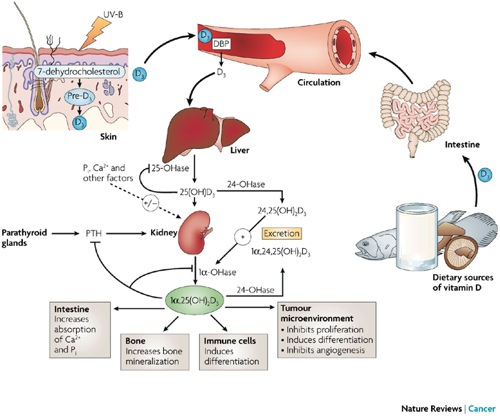 UV-B
7-dehydrocholesterol
Pre-D₃
D₃
Skin
D₃
D₃
DBP
D₃
Circulation
Liver
Intestine
D₃
Dietary sources
of vitamin D
Pᵢ, Ca²⁺ and
other factors
+/–
25-OHase
25(OH)D₃
24-OHase
24,25(OH)₂D₃
Excretion
1α,24,25(OH)₂D₃
Parathyroid
glands
PTH
Kidney
+
1α-OHase
1α,25(OH)₂D₃
24-OHase
Intestine
Increases
absorption
of Ca²⁺
and Pᵢ
Bone
Increases bone
mineralization
Immune cells
Induces
differentiation
Tumour
microenvironment
• Inhibits proliferation
• Induces differentiation
• Inhibits angiogenesis
Nature Reviews | Cancer